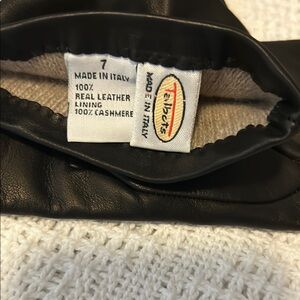 7
MADE IN ITALY
100%
REAL LEATHER
LINING
100% CASHMERE
Talbots
MADE IN ITALY